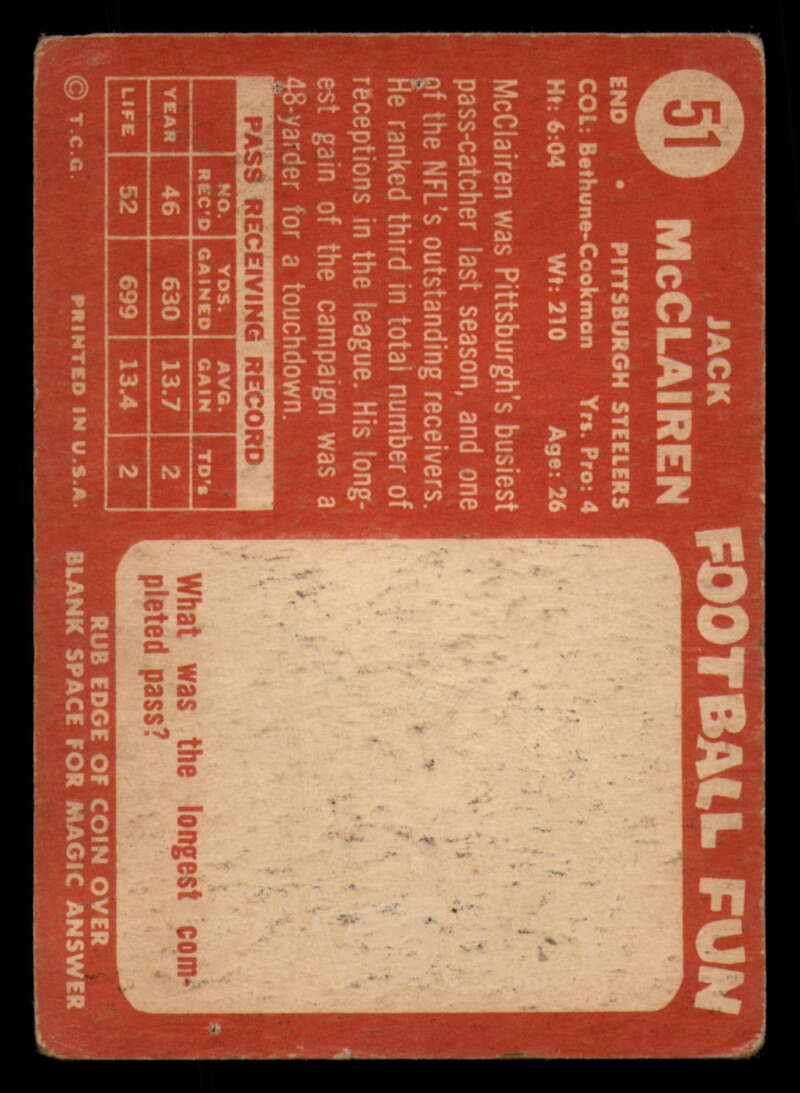 51
JACK
McCLAIREN
END • PITTSBURGH STEELERS
COL: Bethune-Cookman Yrs. Pro: 4
Ht: 6:04 Wt: 210 Age: 26
McClairen was Pittsburgh's busiest
pass-catcher last season, and one
of the NFL's outstanding receivers.
He ranked third in total number of
receptions in the league. His long-
est gain of the campaign was a
48-yarder for a touchdown.
PASS RECEIVING RECORD
NO. REC'D YDS. GAINED AVG. GAIN TD's
YEAR 46 630 13.7 2
LIFE 52 699 13.4 2
© T.C.G. PRINTED IN U.S.A.
FOOTBALL FUN
What was the longest com-
pleted pass?
RUB EDGE OF COIN OVER
BLANK SPACE FOR MAGIC ANSWER